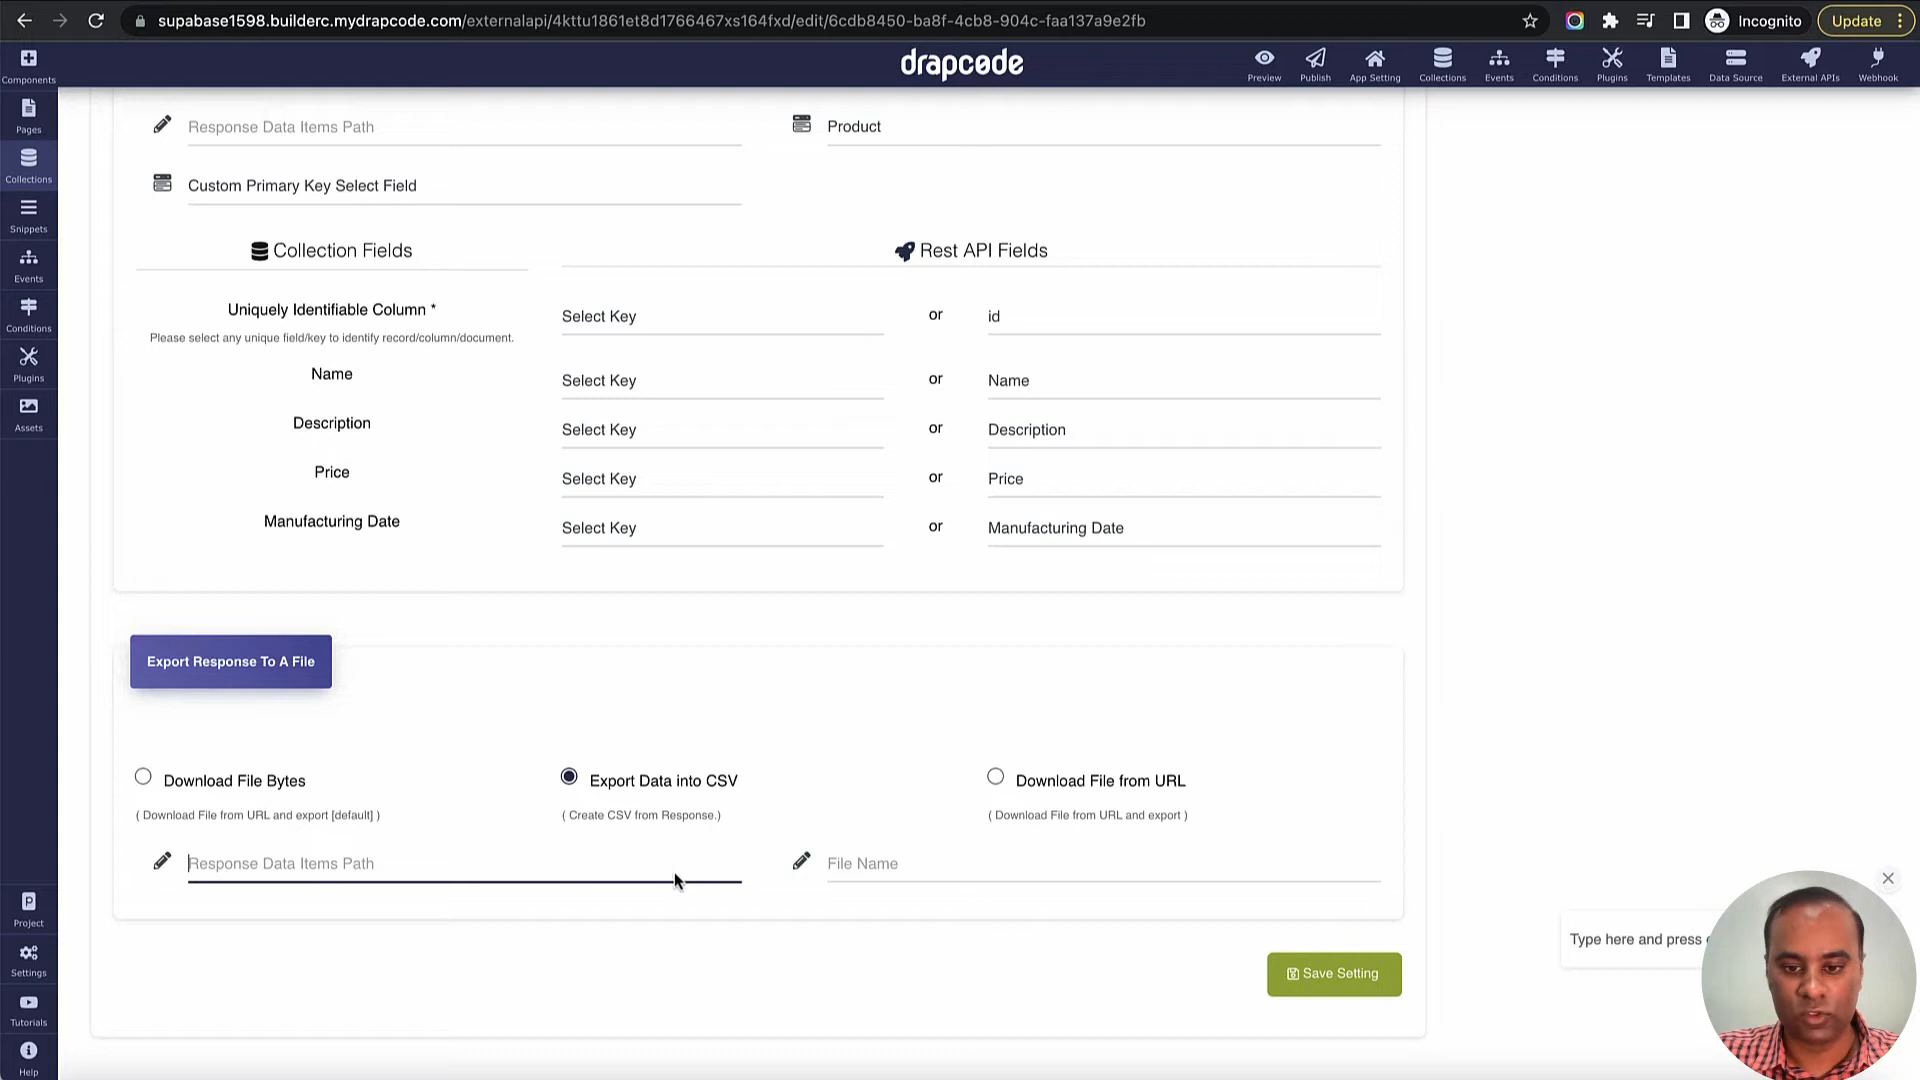 supabase1598.builderc.mydrapcode.com/externalapi/4kttu1861et8d1766467xs164fxd/edit/6cdb8450-ba8f-4cb8-904c-faa137a9e2fb
Incognito
Update
Components
drapcode
Preview
Publish
App Setting
Collections
Events
Conditions
Plugins
Templates
Data Source
External APIs
Webhook
Pages
Collections
Snippets
Events
Conditions
Plugins
Assets
Project
Settings
Tutorials
Help
Response Data Items Path
Product
Custom Primary Key Select Field
Collection Fields
Rest API Fields
Uniquely Identifiable Column *
Please select any unique field/key to identify record/column/document.
Select Key
or
id
Name
Select Key
or
Name
Description
Select Key
or
Description
Price
Select Key
or
Price
Manufacturing Date
Select Key
or
Manufacturing Date
Export Response To A File
Download File Bytes
( Download File from URL and export [default] )
Export Data into CSV
( Create CSV from Response.)
Download File from URL
( Download File from URL and export )
Response Data Items Path
File Name
Save Setting
Type here and press